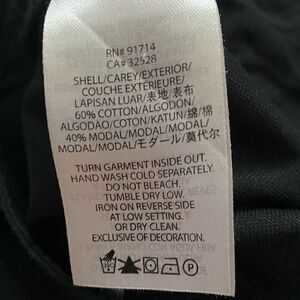 RN# 91714
CA# 32528
SHELL/CAREY/EXTERIOR/
COUCHE EXTÉRIEURE/
LAPISAN LUAR/表地/表布
60% COTTON/ALGODÓN/
ALGODAO/COTON/KATUN/綿/棉
40% MODAL/MODAL/MODAL/
MODAL/MODAL/モダール/莫代尔
TURN GARMENT INSIDE OUT.
HAND WASH COLD SEPARATELY.
DO NOT BLEACH.
TUMBLE DRY LOW.
IRON ON REVERSE SIDE
AT LOW SETTING.
OR DRY CLEAN.
EXCLUSIVE OF DECORATION.